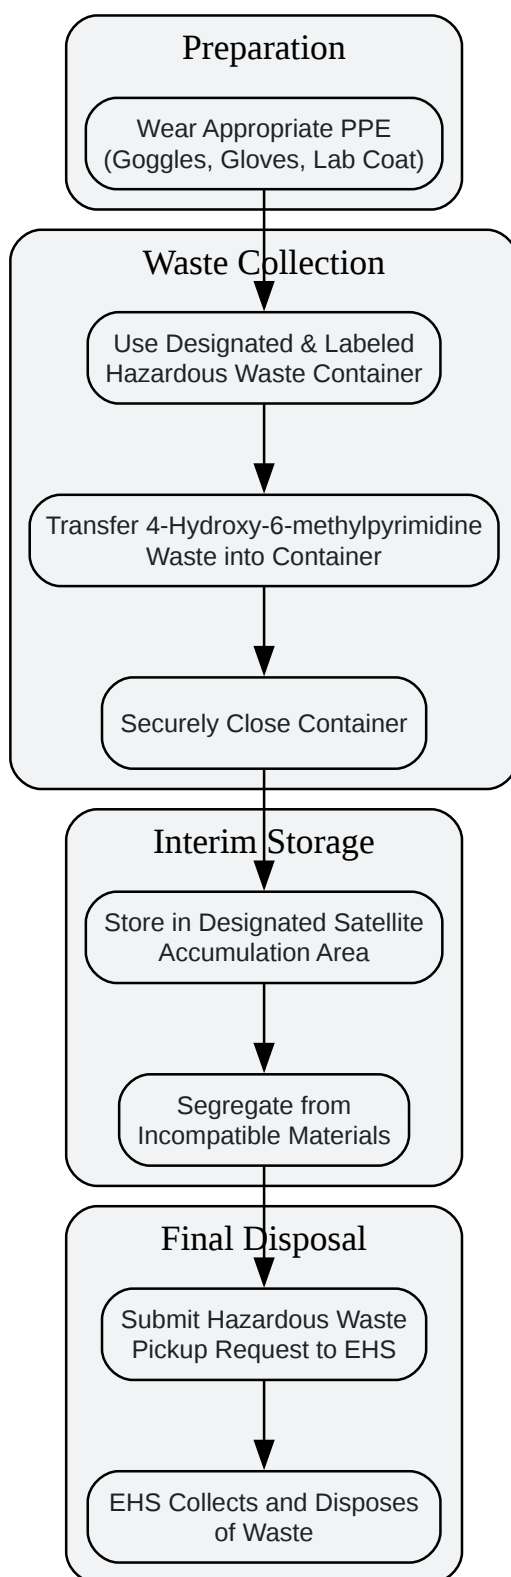 Preparation
Wear Appropriate PPE
(Goggles, Gloves, Lab Coat)
Waste Collection
Use Designated & Labeled
Hazardous Waste Container
Transfer 4-Hydroxy-6-methylpyrimidine
Waste into Container
Securely Close Container
Interim Storage
Store in Designated Satellite
Accumulation Area
Segregate from
Incompatible Materials
Final Disposal
Submit Hazardous Waste
Pickup Request to EHS
EHS Collects and Disposes
of Waste